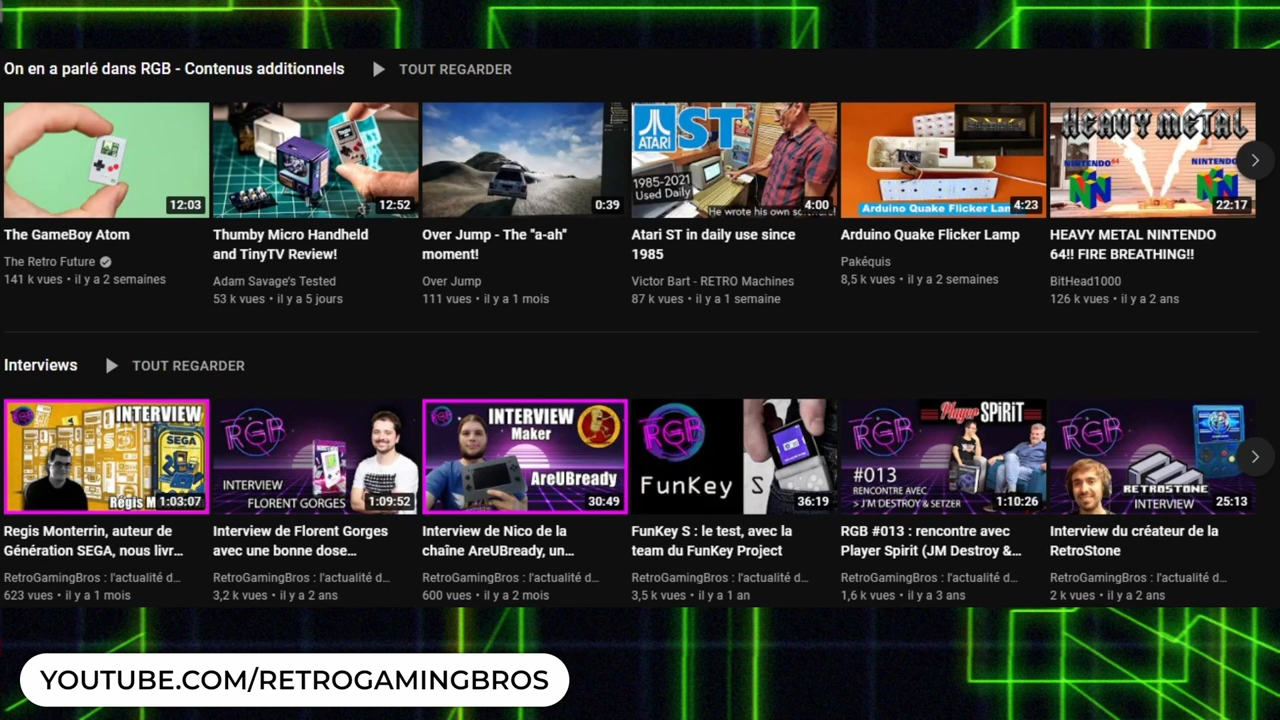 On en a parlé dans RGB - Contenus additionnels
TOUT REGARDER
12:03
12:52
0:39
ATARI ST
1985-2021
Used Daily
He wrote his own software!
4:00
Arduino Quake Flicker Lamp
4:23
HEAVY METAL
NINTENDO 64
NINTENDO
22:17
The GameBoy Atom
Thumby Micro Handheld
and TinyTV Review!
Over Jump - The "a-ah"
moment!
Atari ST in daily use since
1985
Arduino Quake Flicker Lamp
HEAVY METAL NINTENDO
64!! FIRE BREATHING!!
The Retro Future
141 k vues • il y a 2 semaines
Adam Savage's Tested
53 k vues • il y a 5 jours
Over Jump
111 vues • il y a 1 mois
Victor Bart - RETRO Machines
87 k vues • il y a 1 semaine
Pakéquis
8,5 k vues • il y a 2 semaines
BitHead1000
126 k vues • il y a 2 ans
Interviews
TOUT REGARDER
RGB
INTERVIEW
SEGA
Régis M
1:03:07
RGB
INTERVIEW
FLORENT GORGES
1:09:52
RGB
INTERVIEW
Maker
AreUBready
30:49
RGB
FunKey S
36:19
RGB
Player SPIRIT
#013
RENCONTRE AVEC
> JM DESTROY & SETZER
1:10:26
RGB
RETROSTONE
INTERVIEW
25:13
Regis Monterrin, auteur de
Génération SEGA, nous livr...
Interview de Florent Gorges
avec une bonne dose...
Interview de Nico de la
chaîne AreUBready, un...
FunKey S : le test, avec la
team du FunKey Project
RGB #013 : rencontre avec
Player Spirit (JM Destroy &...
Interview du créateur de la
RetroStone
RetroGamingBros : l'actualité d...
623 vues • il y a 1 mois
RetroGamingBros : l'actualité d...
3,2 k vues • il y a 2 ans
RetroGamingBros : l'actualité d...
600 vues • il y a 2 mois
RetroGamingBros : l'actualité d...
3,5 k vues • il y a 1 an
RetroGamingBros : l'actualité d...
1,6 k vues • il y a 3 ans
RetroGamingBros : l'actualité d...
2 k vues • il y a 2 ans
YOUTUBE.COM/RETROGAMINGBROS